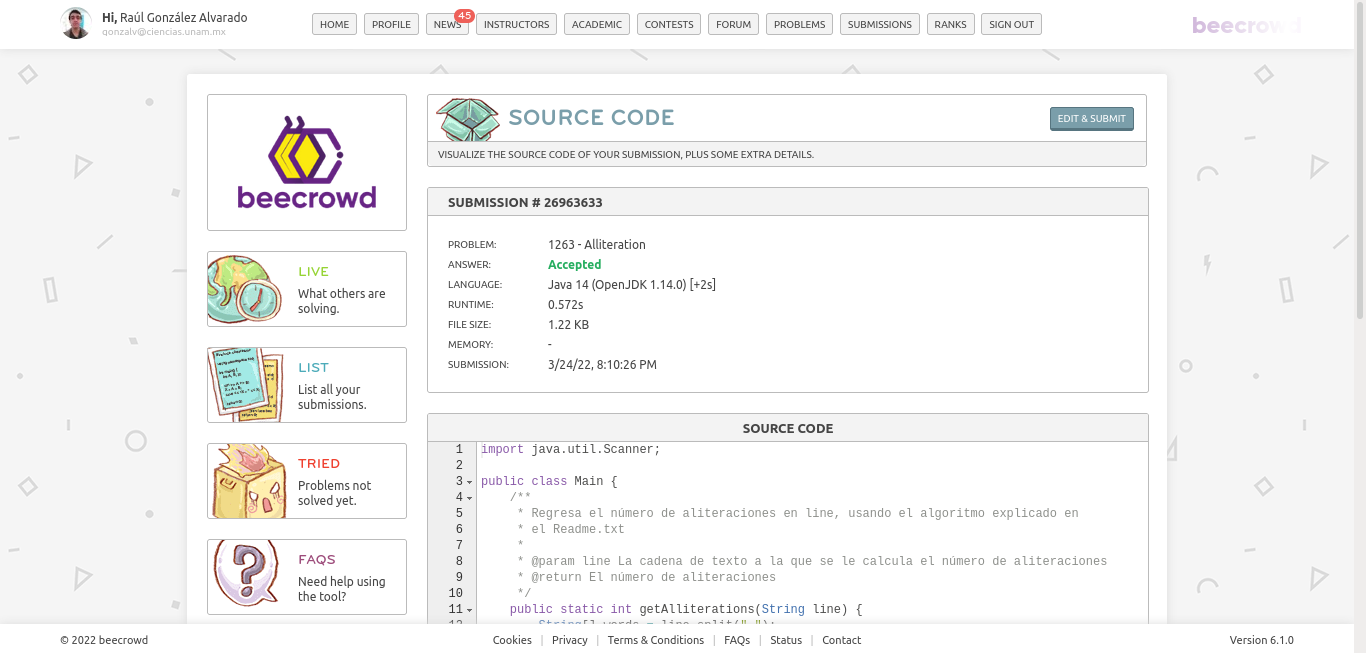 Hi, Raúl González Alvarado
gonzalv@ciencias.unam.mx
HOME
PROFILE
NEWS
45
INSTRUCTORS
ACADEMIC
CONTESTS
FORUM
PROBLEMS
SUBMISSIONS
RANKS
SIGN OUT
beecrowd
beecrowd
LIVE
What others are
solving.
LIST
List all your
submissions.
TRIED
Problems not
solved yet.
FAQS
Need help using
the tool?
SOURCE CODE
EDIT & SUBMIT
VISUALIZE THE SOURCE CODE OF YOUR SUBMISSION, PLUS SOME EXTRA DETAILS.
SUBMISSION # 26963633
PROBLEM: 1263 - Alliteration
ANSWER: Accepted
LANGUAGE: Java 14 (OpenJDK 1.14.0) [+2s]
RUNTIME: 0.572s
FILE SIZE: 1.22 KB
MEMORY: -
SUBMISSION: 3/24/22, 8:10:26 PM
SOURCE CODE
1 import java.util.Scanner;
2
3 public class Main {
4 /**
5 * Regresa el número de aliteraciones en line, usando el algoritmo explicado en
6 * el Readme.txt
7 *
8 * @param line La cadena de texto a la que se le calcula el número de aliteraciones
9 * @return El número de aliteraciones
10 */
11 public static int getAlliterations(String line) {
12 String[] words = line.split(" ");
© 2022 beecrowd
Cookies | Privacy | Terms & Conditions | FAQs | Status | Contact
Version 6.1.0